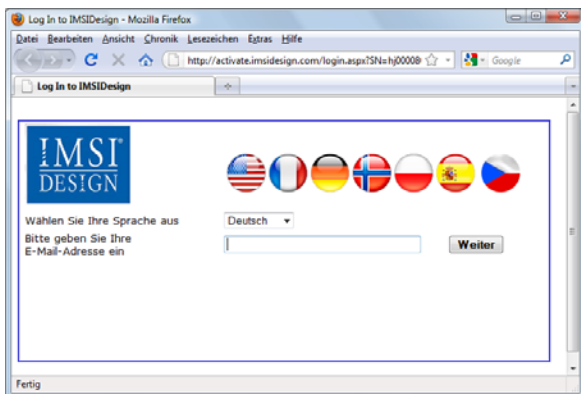 Log In to IMSIDesign - Mozilla Firefox
Datei Bearbeiten Ansicht Chronik Lesezeichen Extras Hilfe
http://activate.imsidesign.com/login.aspx?SN=hj00008 Google
Log In to IMSIDesign
IMSI
DESIGN
Wählen Sie Ihre Sprache aus Deutsch
Bitte geben Sie Ihre
E-Mail-Adresse ein Weiter
Fertig